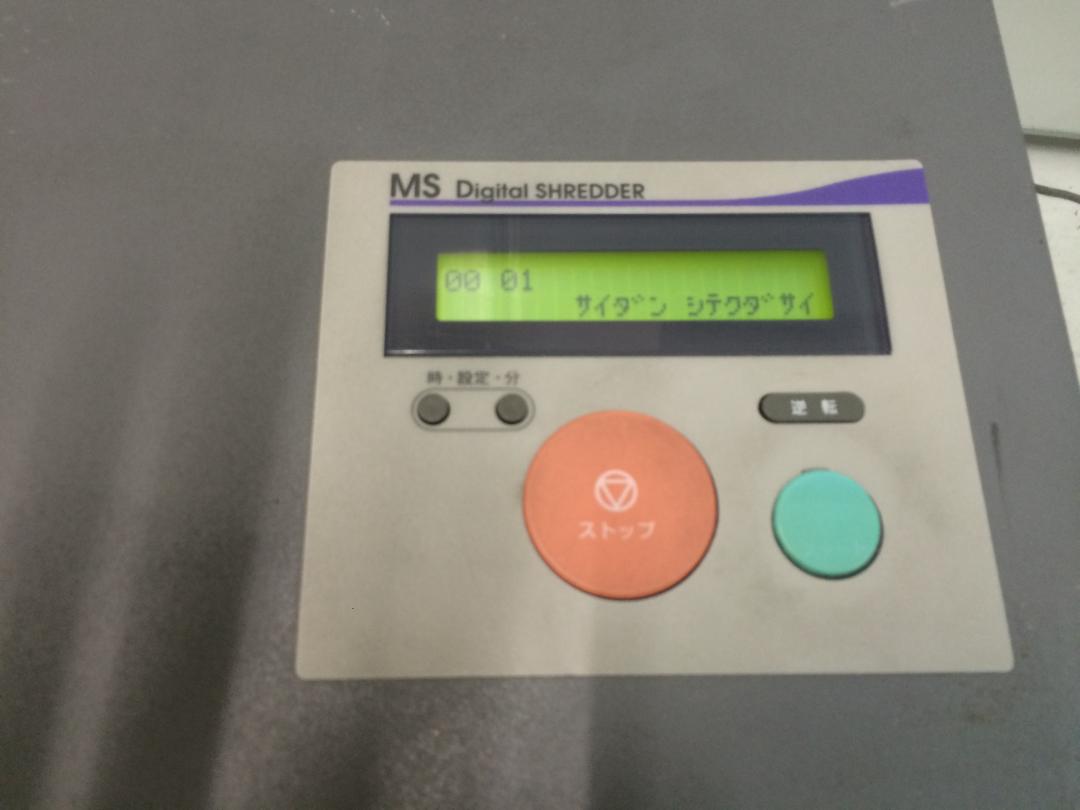 MS Digital SHREDDER
00 01
サイダン シテクダサイ
時・設定・分
逆 転
ストップ